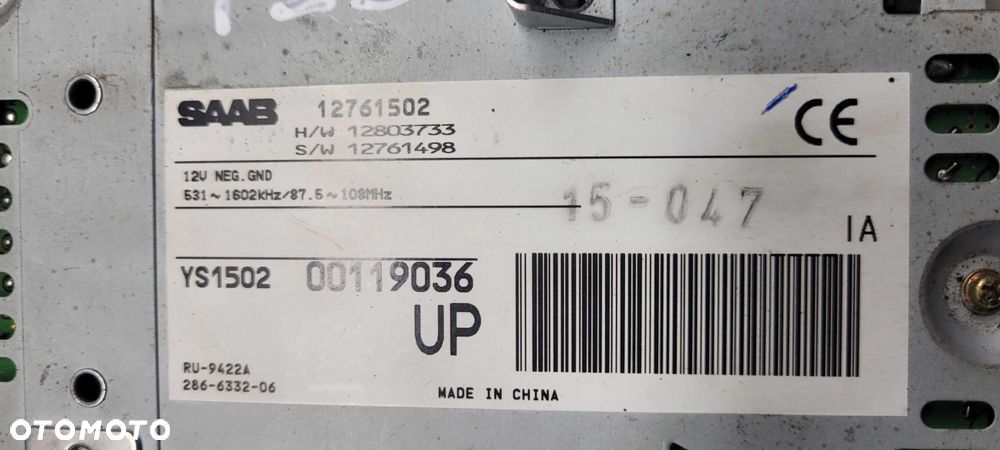 SAAB 12761502
H/W 12803733
S/W 12761498
CE
12V NEG.GND
531~1602kHz/87.5~108MHz
15-047
IA
YS1502 00119036
UP
RU-9422A
286-6332-06
MADE IN CHINA
OTOMOTO